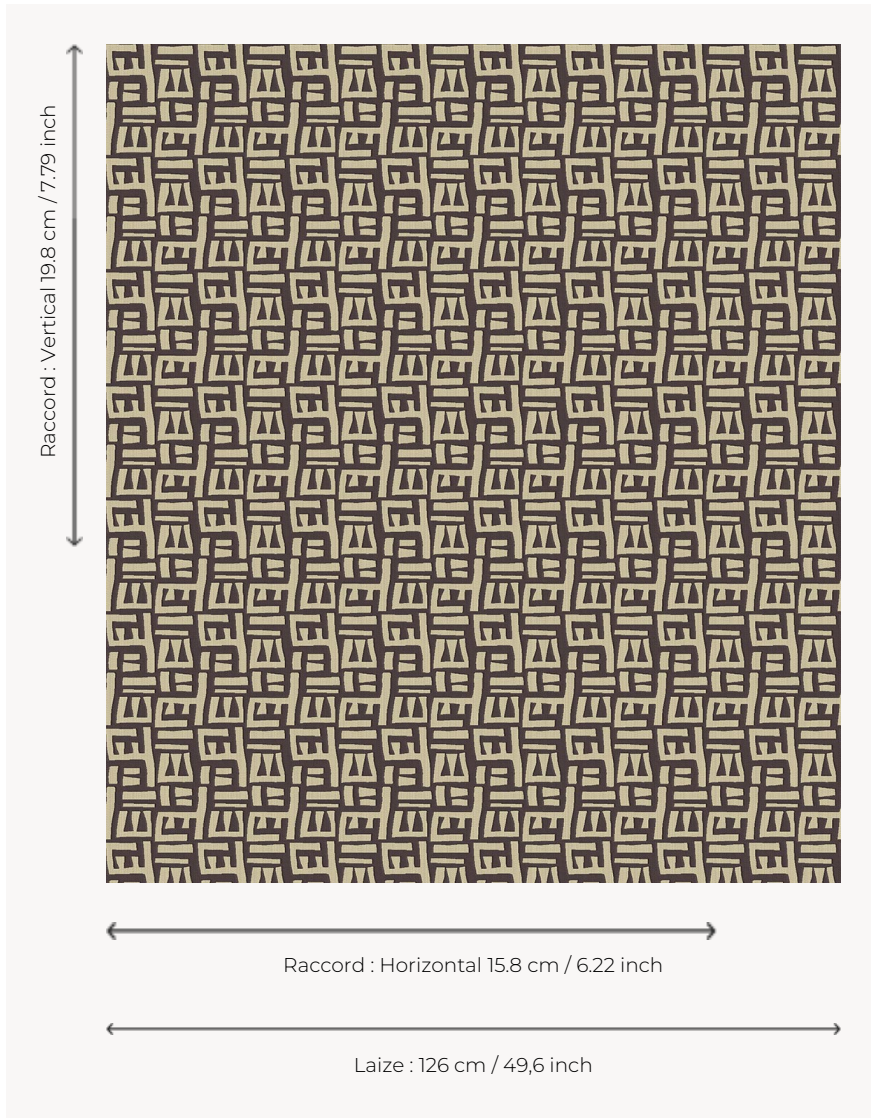 Raccord : Vertical 19.8 cm / 7.79 inch
Raccord : Horizontal 15.8 cm / 6.22 inch
Laize : 126 cm / 49,6 inch